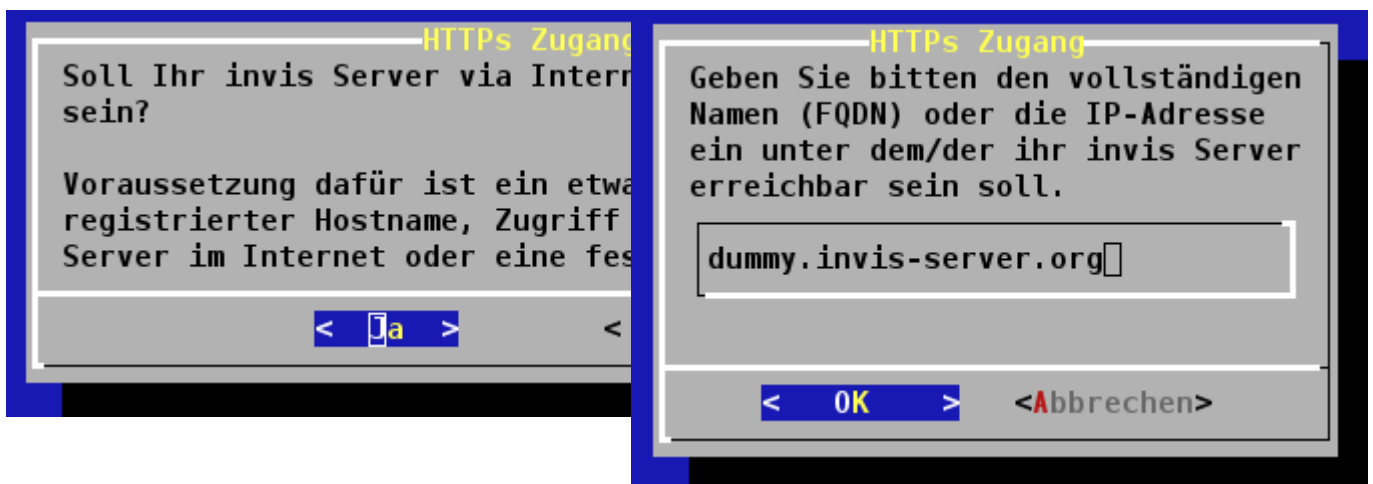 HTTPs Zugang
Soll Ihr invis Server via Intern
sein?
Voraussetzung dafür ist ein etwa
registrierter Hostname, Zugriff
Server im Internet oder eine fes
< Ja > <
HTTPs Zugang
Geben Sie bitten den vollständigen
Namen (FQDN) oder die IP-Adresse
ein unter dem/der ihr invis Server
erreichbar sein soll.
dummy.invis-server.org
< OK > <Abbrechen>